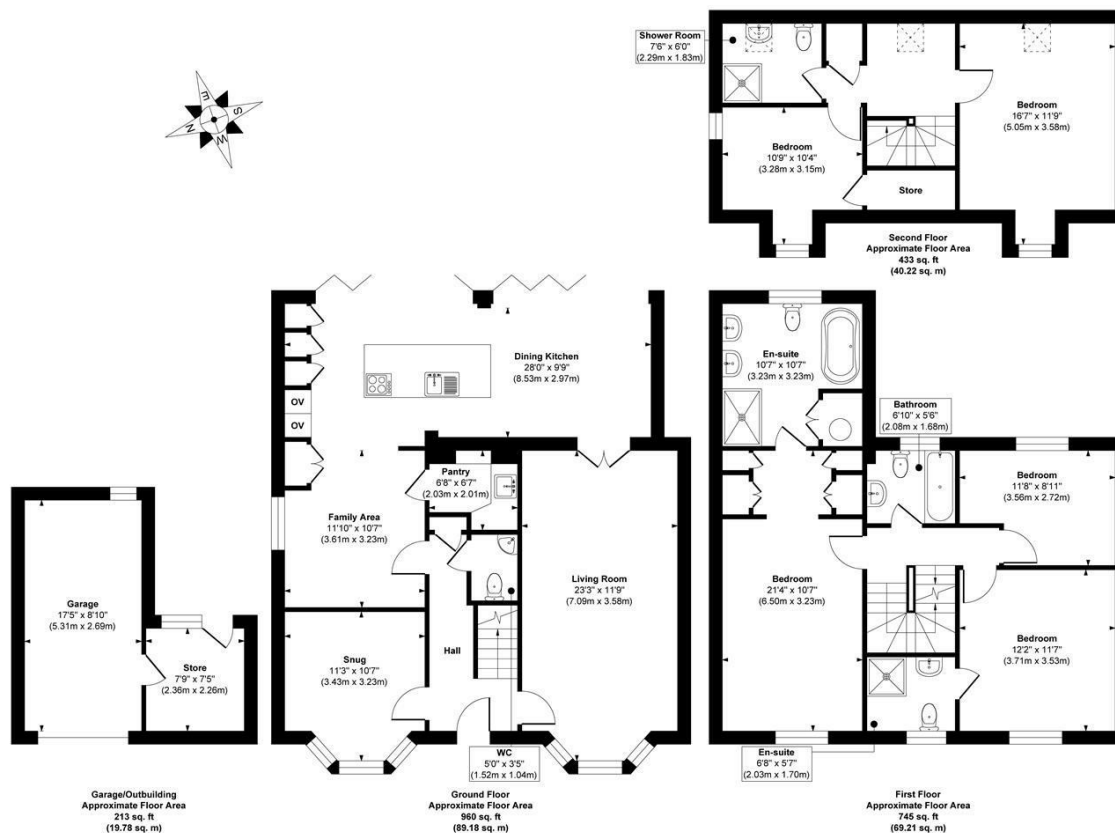 E
S
N
W
Shower Room
7'6" x 6'0"
(2.29m x 1.83m)
Bedroom
16'7" x 11'9"
(5.05m x 3.58m)
Bedroom
10'9" x 10'4"
(3.28m x 3.15m)
Store
Second Floor
Approximate Floor Area
433 sq. ft
(40.22 sq. m)
Dining Kitchen
28'0" x 9'9"
(8.53m x 2.97m)
OV
OV
Pantry
6'8" x 6'7"
(2.03m x 2.01m)
Family Area
11'10" x 10'7"
(3.61m x 3.23m)
Living Room
23'3" x 11'9"
(7.09m x 3.58m)
Hall
Snug
11'3" x 10'7"
(3.43m x 3.23m)
WC
5'0" x 3'5"
(1.52m x 1.04m)
Ground Floor
Approximate Floor Area
960 sq. ft
(89.18 sq. m)
Garage
17'5" x 8'10"
(5.31m x 2.69m)
Store
7'9" x 7'5"
(2.36m x 2.26m)
Garage/Outbuilding
Approximate Floor Area
213 sq. ft
(19.78 sq. m)
En-suite
10'7" x 10'7"
(3.23m x 3.23m)
Bathroom
6'10" x 5'6"
(2.08m x 1.68m)
Bedroom
11'8" x 8'11"
(3.56m x 2.72m)
Bedroom
21'4" x 10'7"
(6.50m x 3.23m)
Bedroom
12'2" x 11'7"
(3.71m x 3.53m)
En-suite
6'8" x 5'7"
(2.03m x 1.70m)
First Floor
Approximate Floor Area
745 sq. ft
(69.21 sq. m)